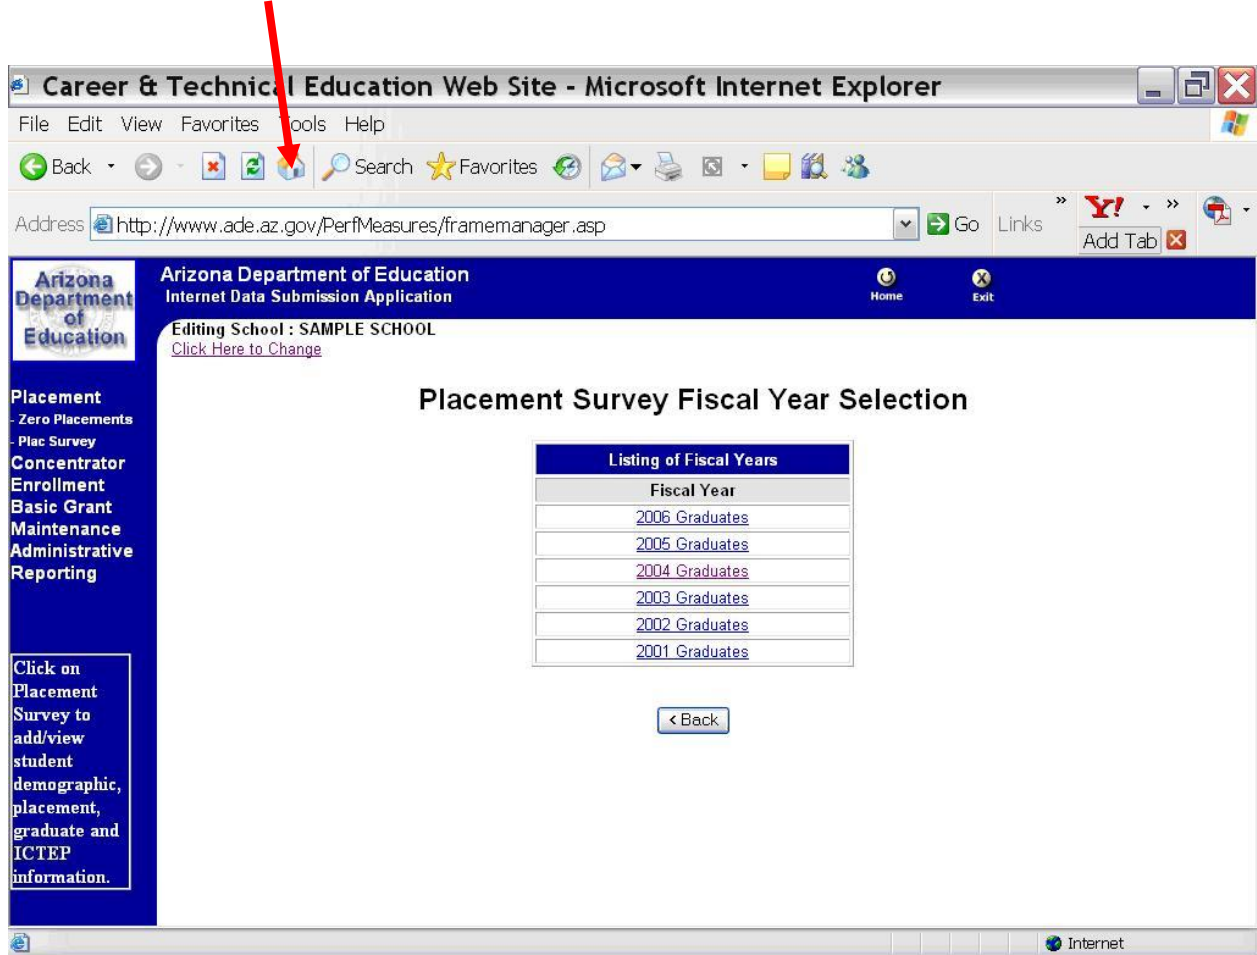 Career & Technical Education Web Site - Microsoft Internet Explorer
File Edit View Favorites Tools Help
Back Search Favorites
Address http://www.ade.az.gov/PerfMeasures/framemanager.asp Go Links » Y! »
Add Tab
Arizona Department of Education
Arizona Department of Education
Internet Data Submission Application
Home Exit
Editing School : SAMPLE SCHOOL
Click Here to Change
Placement
- Zero Placements
- Plac Survey
Concentrator
Enrollment
Basic Grant
Maintenance
Administrative
Reporting
Click on
Placement
Survey to
add/view
student
demographic,
placement,
graduate and
ICTEP
information.
Placement Survey Fiscal Year Selection
Listing of Fiscal Years
Fiscal Year
2006 Graduates
2005 Graduates
2004 Graduates
2003 Graduates
2002 Graduates
2001 Graduates
< Back
Internet